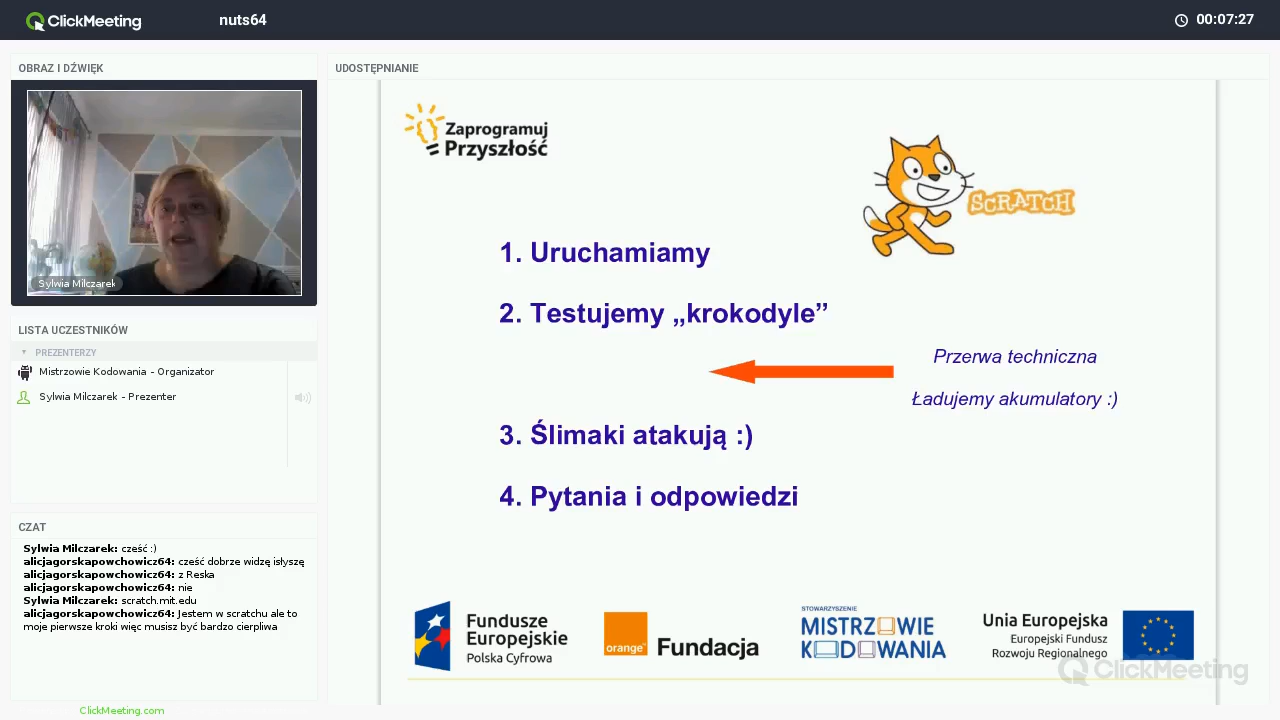 ClickMeeting
nuts64
00:07:27
OBRAZ I DŹWIĘK
Sylwia Milczarek
LISTA UCZESTNIKÓW
PREZENTERZY
Mistrzowie Kodowania - Organizator
Sylwia Milczarek - Prezenter
CZAT
Sylwia Milczarek: cześć :)
alicjagorskapowchowicz64: cześć dobrze widzę isłyszę
alicjagorskapowchowicz64: z Reska
alicjagorskapowchowicz64: nie
Sylwia Milczarek: scratch.mit.edu
alicjagorskapowchowicz64: Jestem w scratchu ale to
moje pierwsze kroki więc musisz być bardzo cierpliwa
ClickMeeting.com
UDOSTĘPNIANIE
Zaprogramuj
Przyszłość
SCRATCH
1. Uruchamiamy
2. Testujemy „krokodyle”
Przerwa techniczna
Ładujemy akumulatory :)
3. Ślimaki atakują :)
4. Pytania i odpowiedzi
Fundusze
Europejskie
Polska Cyfrowa
orange
Fundacja
STOWARZYSZENIE
MISTRZOWIE
KODOWANIA
Unia Europejska
Europejski Fundusz
Rozwoju Regionalnego
ClickMeeting